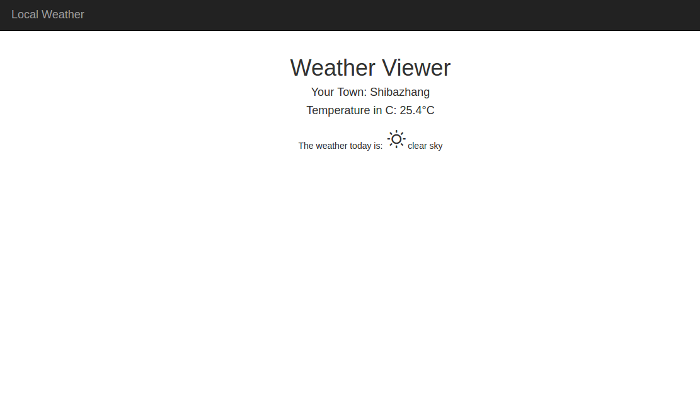 Local Weather
Weather Viewer
Your Town: Shibazhang
Temperature in C: 25.4°C
The weather today is: clear sky